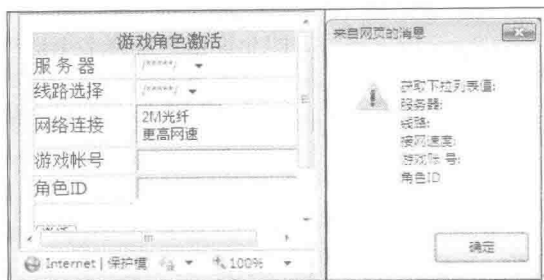 游戏角色激活
服务器
线路选择
网络连接
2M光纤
更高网速
游戏帐号
角色ID
Internet | 保护模
100%
来自网页的消息
获取下拉列表值:
服务器:
线路:
接网速度:
游戏账 号:
角色ID
确定